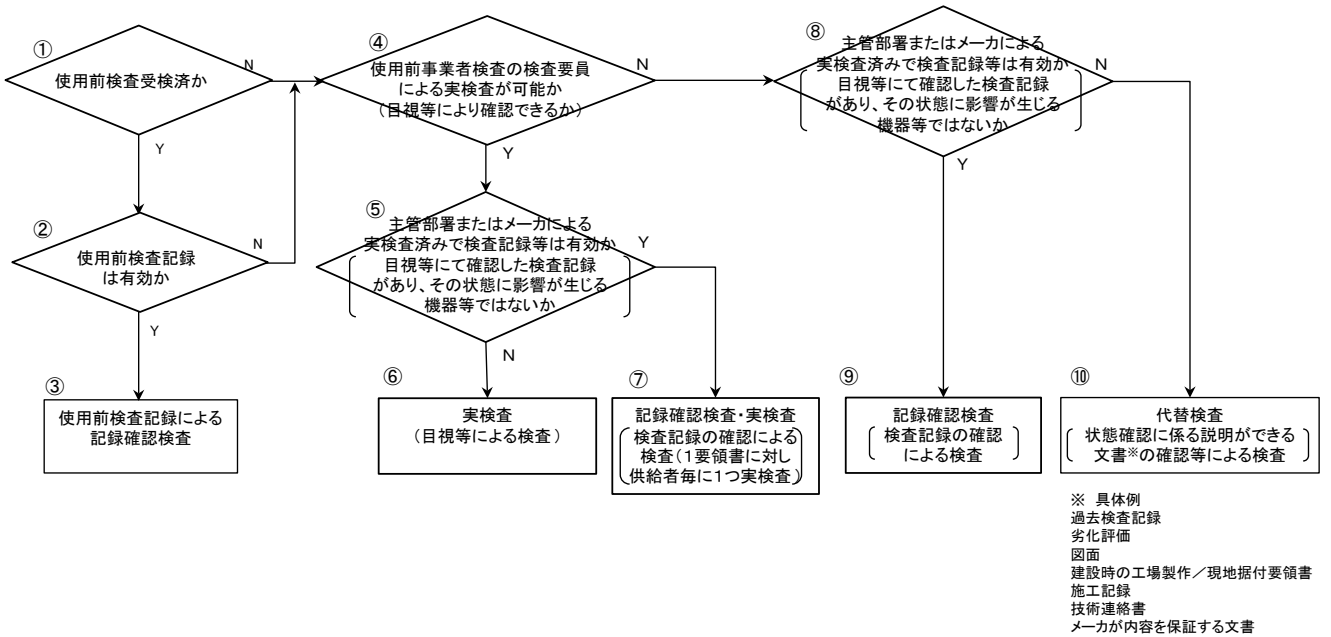 ①
使用前検査受検済か
N
Y
②
使用前検査記録
は有効か
N
Y
③
使用前検査記録による
記録確認検査
④
使用前事業者検査の検査要員
による実検査が可能か
(目視等により確認できるか)
N
Y
⑤
主管部署またはメーカによる
実検査済みで検査記録等は有効か
目視等にて確認した検査記録
があり、その状態に影響が生じる
機器等ではないか
Y
N
⑥
実検査
(目視等による検査)
⑦
記録確認検査・実検査
検査記録の確認による
検査(1要領書に対し
供給者毎に1つ実検査)
⑧
主管部署またはメーカによる
実検査済みで検査記録等は有効か
目視等にて確認した検査記録
があり、その状態に影響が生じる
機器等ではないか
N
Y
⑨
記録確認検査
検査記録の確認
による検査
⑩
代替検査
状態確認に係る説明ができる
文書※の確認等による検査
※ 具体例
過去検査記録
劣化評価
図面
建設時の工場製作/現地据付要領書
施工記録
技術連絡書
メーカが内容を保証する文書